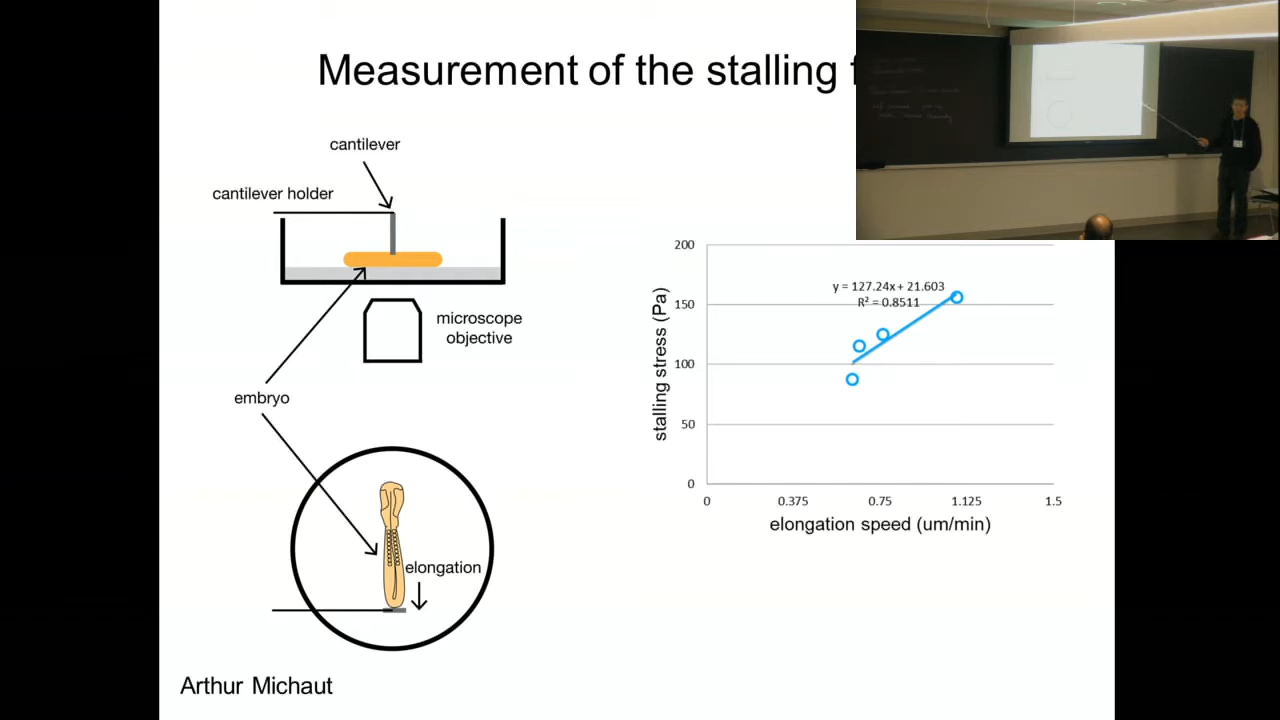 Measurement of the stalling
cantilever
cantilever holder
microscope
objective
embryo
elongation
Arthur Michaut
200
150
100
50
0
stalling stress (Pa)
y = 127.24x + 21.603
R² = 0.8511
0 0.375 0.75 1.125 1.5
elongation speed (um/min)